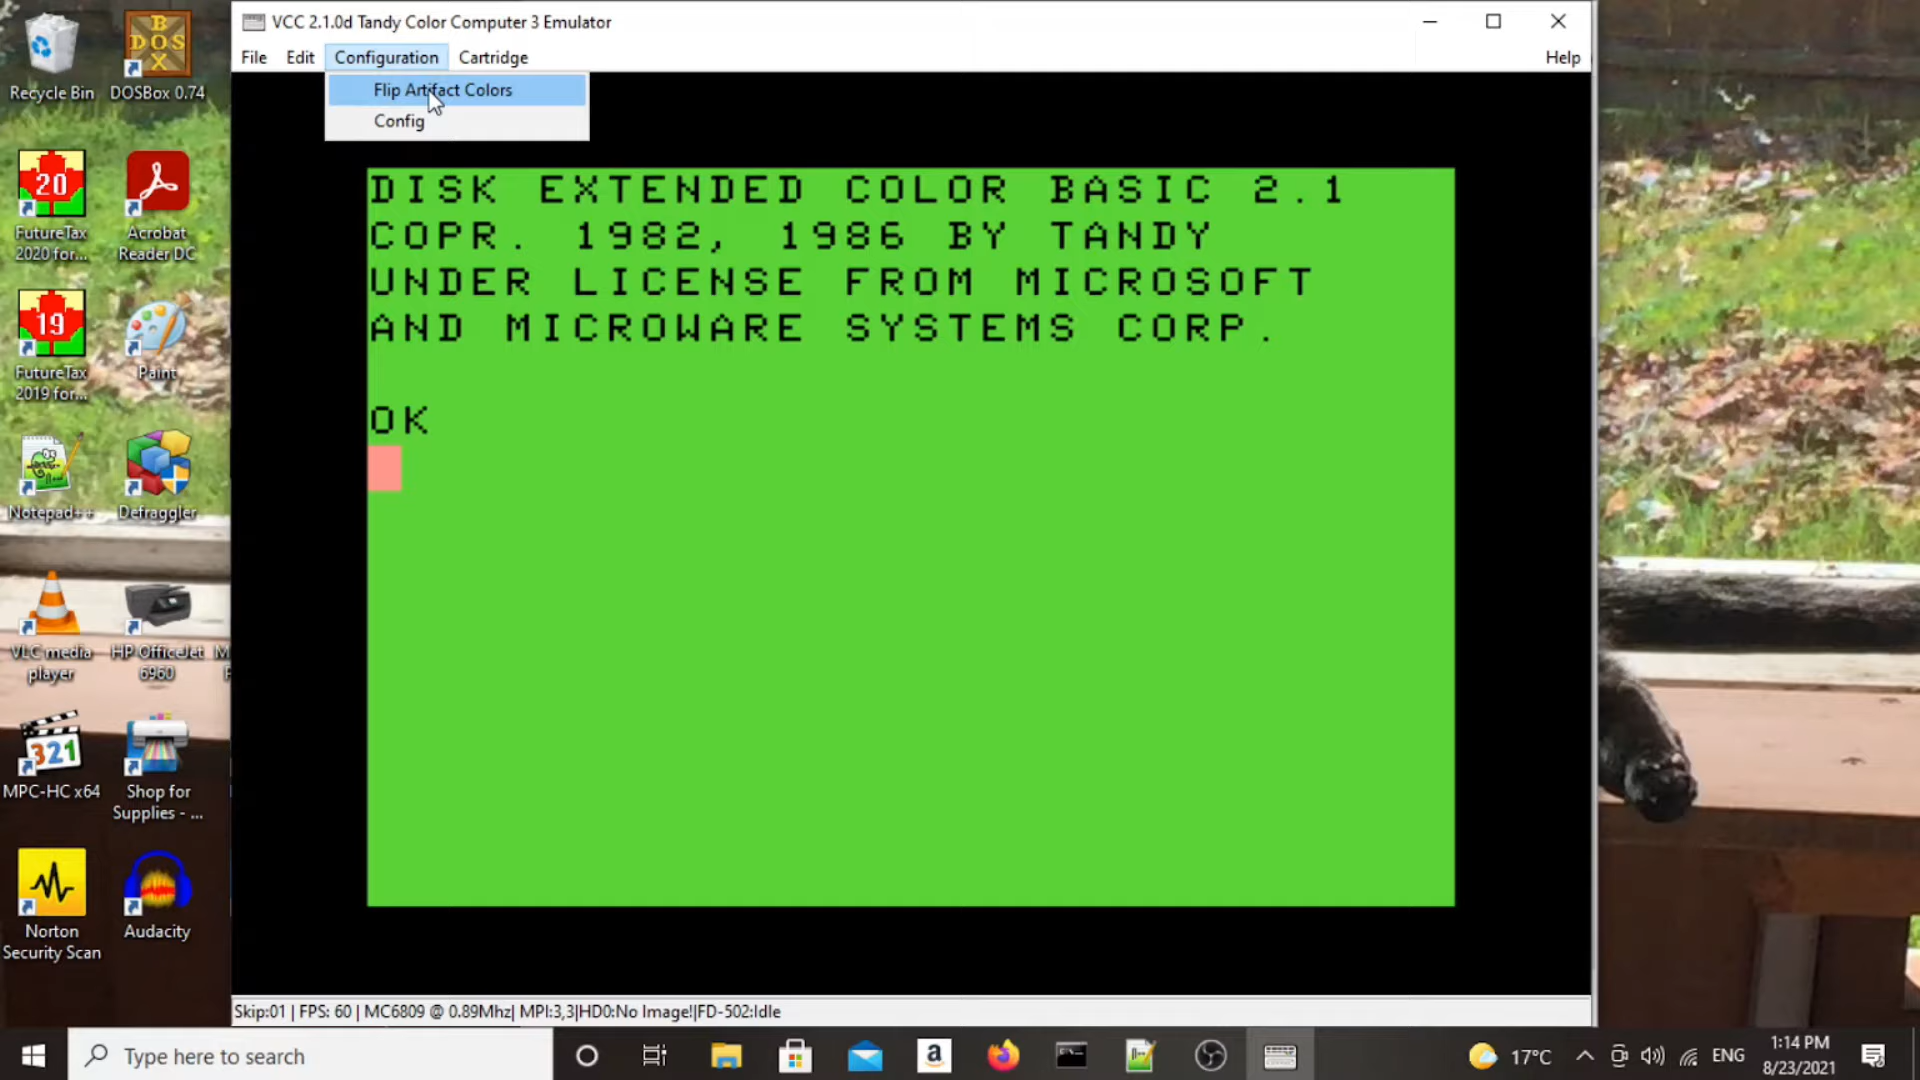 VCC 2.1.0d Tandy Color Computer 3 Emulator
File Edit Configuration Cartridge Help
Flip Artifact Colors
Config
DISK EXTENDED COLOR BASIC 2.1
COPR. 1982, 1986 BY TANDY
UNDER LICENSE FROM MICROSOFT
AND MICROWARE SYSTEMS CORP.
OK
Skip:01 | FPS: 60 | MC6809 @ 0.89Mhz| MPI:3,3|HD0:No Image!|FD-502:Idle
Recycle Bin
DOSBox 0.74
BOX
DOS
20
FutureTax
2020 for...
Acrobat
Reader DC
19
FutureTax
2019 for...
Paint
Notepad++
Defraggler
VLC media
player
HP OfficeJet
6960
M
P
321
MPC-HC x64
Shop for
Supplies - ...
Norton
Security Scan
Audacity
Type here to search
a
17°C
ENG
1:14 PM
8/23/2021